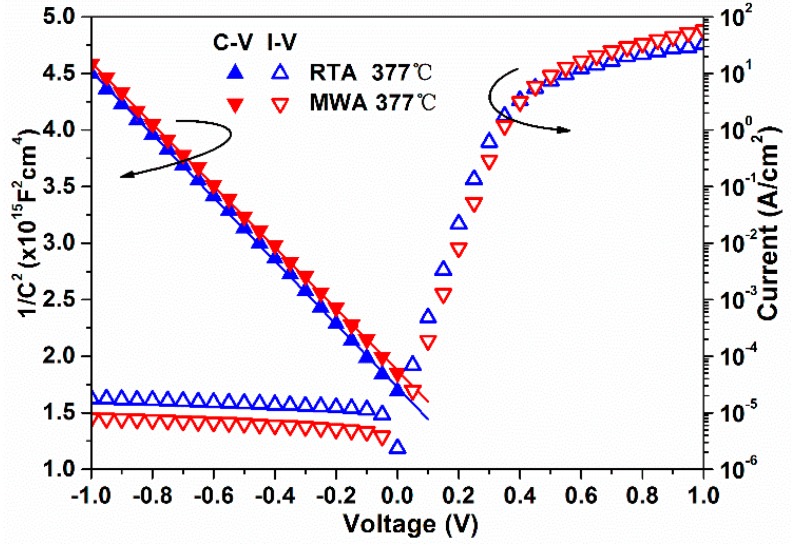 C-V I-V
RTA 377℃
MWA 377℃
1/C² (x10¹⁵F²cm⁴)
5.0
4.5
4.0
3.5
3.0
2.5
2.0
1.5
1.0
10²
10¹
10⁰
10⁻¹
10⁻²
10⁻³
10⁻⁴
10⁻⁵
10⁻⁶
Current (A/cm²)
-1.0 -0.8 -0.6 -0.4 -0.2 0.0 0.2 0.4 0.6 0.8 1.0
Voltage (V)